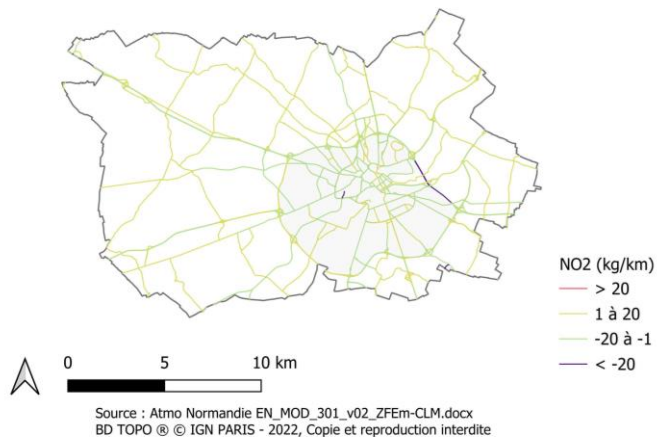 NO2 (kg/km)
> 20
1 à 20
-20 à -1
< -20
0 5 10 km
Source : Atmo Normandie EN_MOD_301_v02_ZFEm-CLM.docx
BD TOPO ® © IGN PARIS - 2022, Copie et reproduction interdite